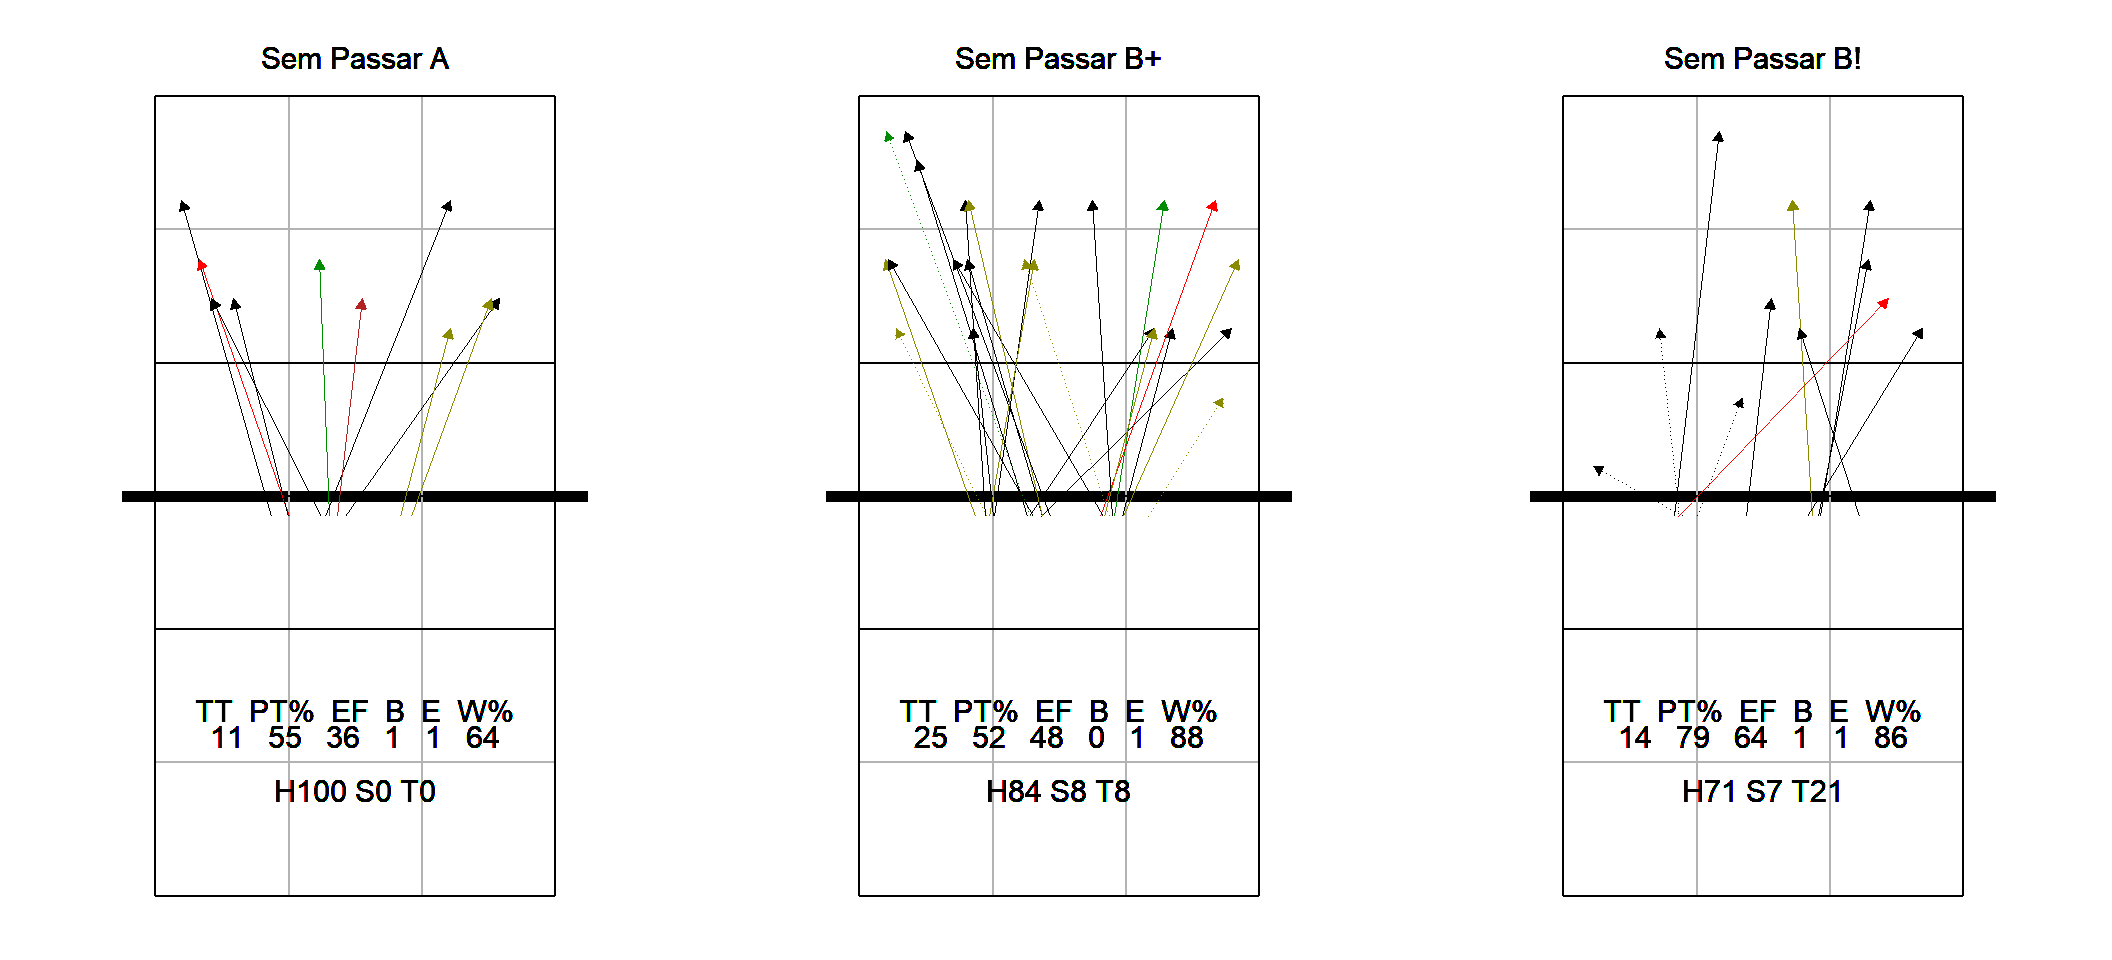 Sem Passar A
TT PT% EF B E W%
11 55 36 1 1 64
H100 S0 T0
Sem Passar B+
TT PT% EF B E W%
25 52 48 0 1 88
H84 S8 T8
Sem Passar B!
TT PT% EF B E W%
14 79 64 1 1 86
H71 S7 T21